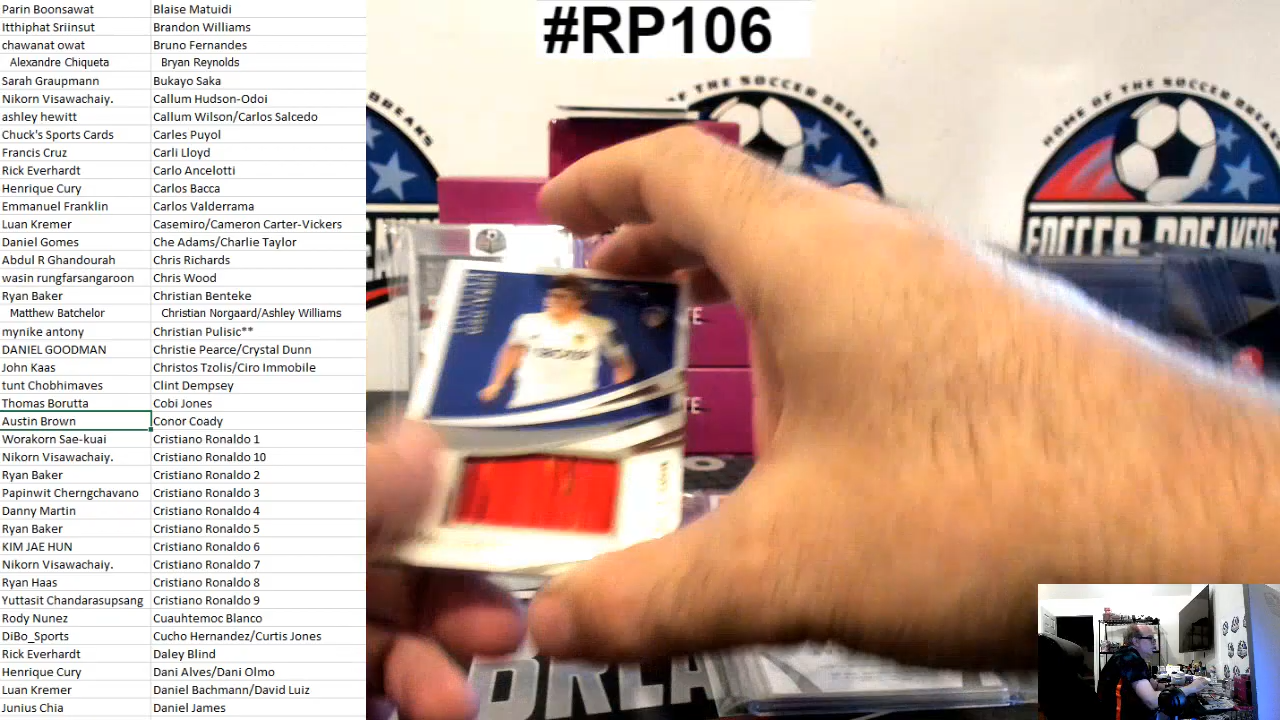 Parin Boonsawat Blaise Matuidi
Itthiphat Sriinsut Brandon Williams
chawanat owat Bruno Fernandes
Alexandre Chiqueta Bryan Reynolds
Sarah Graupmann Bukayo Saka
Nikorn Visawachaiy. Callum Hudson-Odoi
ashley hewitt Callum Wilson/Carlos Salcedo
Chuck's Sports Cards Carles Puyol
Francis Cruz Carli Lloyd
Rick Everhardt Carlo Ancelotti
Henrique Cury Carlos Bacca
Emmanuel Franklin Carlos Valderrama
Luan Kremer Casemiro/Cameron Carter-Vickers
Daniel Gomes Che Adams/Charlie Taylor
Abdul R Ghandourah Chris Richards
wasin rungfarsangaroon Chris Wood
Ryan Baker Christian Benteke
Matthew Batchelor Christian Norgaard/Ashley Williams
mynike antony Christian Pulisic**
DANIEL GOODMAN Christie Pearce/Crystal Dunn
John Kaas Christos Tzolis/Ciro Immobile
tunt Chobhimaves Clint Dempsey
Thomas Borutta Cobi Jones
Austin Brown Conor Coady
Worakorn Sae-kuai Cristiano Ronaldo 1
Nikorn Visawachaiy. Cristiano Ronaldo 10
Ryan Baker Cristiano Ronaldo 2
Papinwit Cherngchavano Cristiano Ronaldo 3
Danny Martin Cristiano Ronaldo 4
Ryan Baker Cristiano Ronaldo 5
KIM JAE HUN Cristiano Ronaldo 6
Nikorn Visawachaiy. Cristiano Ronaldo 7
Ryan Haas Cristiano Ronaldo 8
Yuttasit Chandarasupsang Cristiano Ronaldo 9
Rody Nunez Cuauhtemoc Blanco
DiBo_Sports Cucho Hernandez/Curtis Jones
Rick Everhardt Daley Blind
Henrique Cury Dani Alves/Dani Olmo
Luan Kremer Daniel Bachmann/David Luiz
Junius Chia Daniel James
#RP106
HOME OF THE SOCCER BREAKS
SOCCER BREAKERS